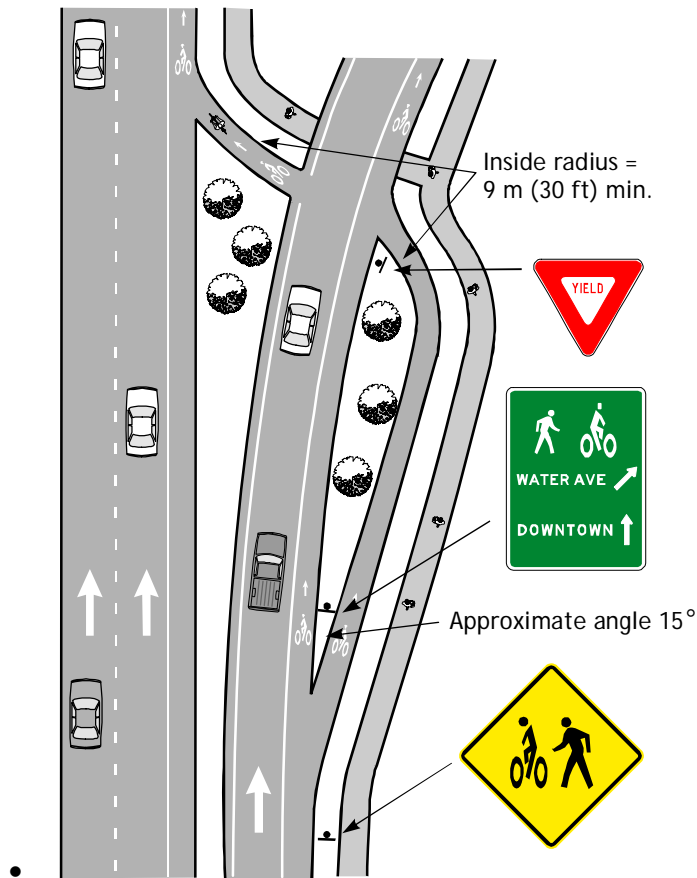 Inside radius =
9 m (30 ft) min.
YIELD
WATER AVE
DOWNTOWN
Approximate angle 15°